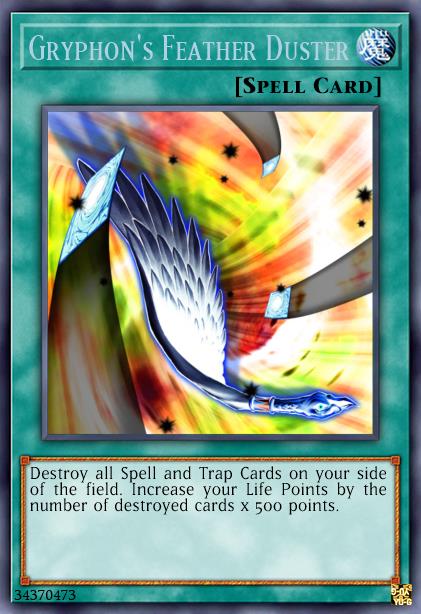 Gryphon's Feather Duster 魔
[Spell Card]
Destroy all Spell and Trap Cards on your side
of the field. Increase your Life Points by the
number of destroyed cards x 500 points.
34370473